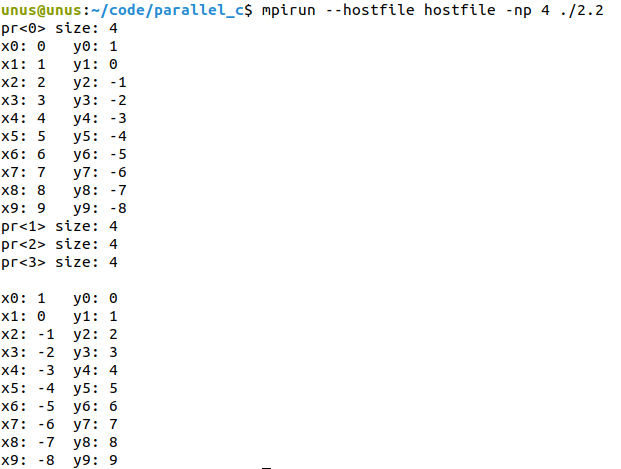 unus@unus:~/code/parallel_c$ mpirun --hostfile hostfile -np 4 ./2.2
pr<0> size: 4
x0: 0   y0: 1
x1: 1   y1: 0
x2: 2   y2: -1
x3: 3   y3: -2
x4: 4   y4: -3
x5: 5   y5: -4
x6: 6   y6: -5
x7: 7   y7: -6
x8: 8   y8: -7
x9: 9   y9: -8
pr<1> size: 4
pr<2> size: 4
pr<3> size: 4

x0: 1   y0: 0
x1: 0   y1: 1
x2: -1  y2: 2
x3: -2  y3: 3
x4: -3  y4: 4
x5: -4  y5: 5
x6: -5  y6: 6
x7: -6  y7: 7
x8: -7  y8: 8
x9: -8  y9: 9